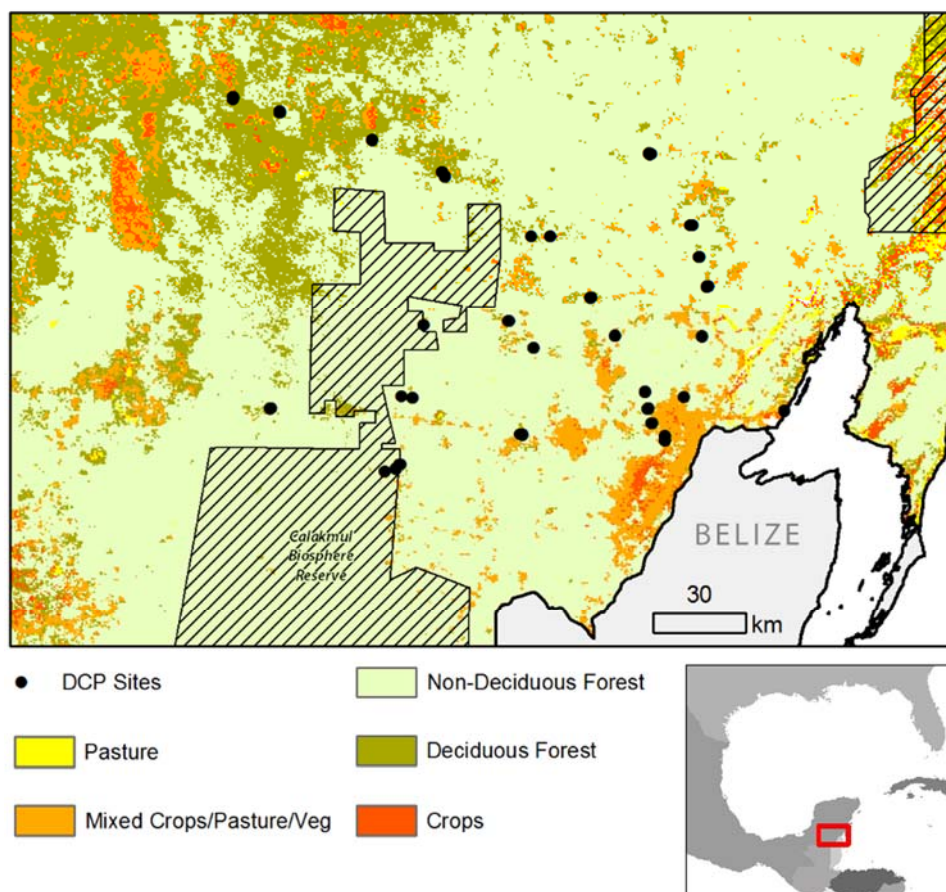 Calakmul
Biosphere
Reserve
BELIZE
30
km
DCP Sites
Non-Deciduous Forest
Pasture
Deciduous Forest
Mixed Crops/Pasture/Veg
Crops